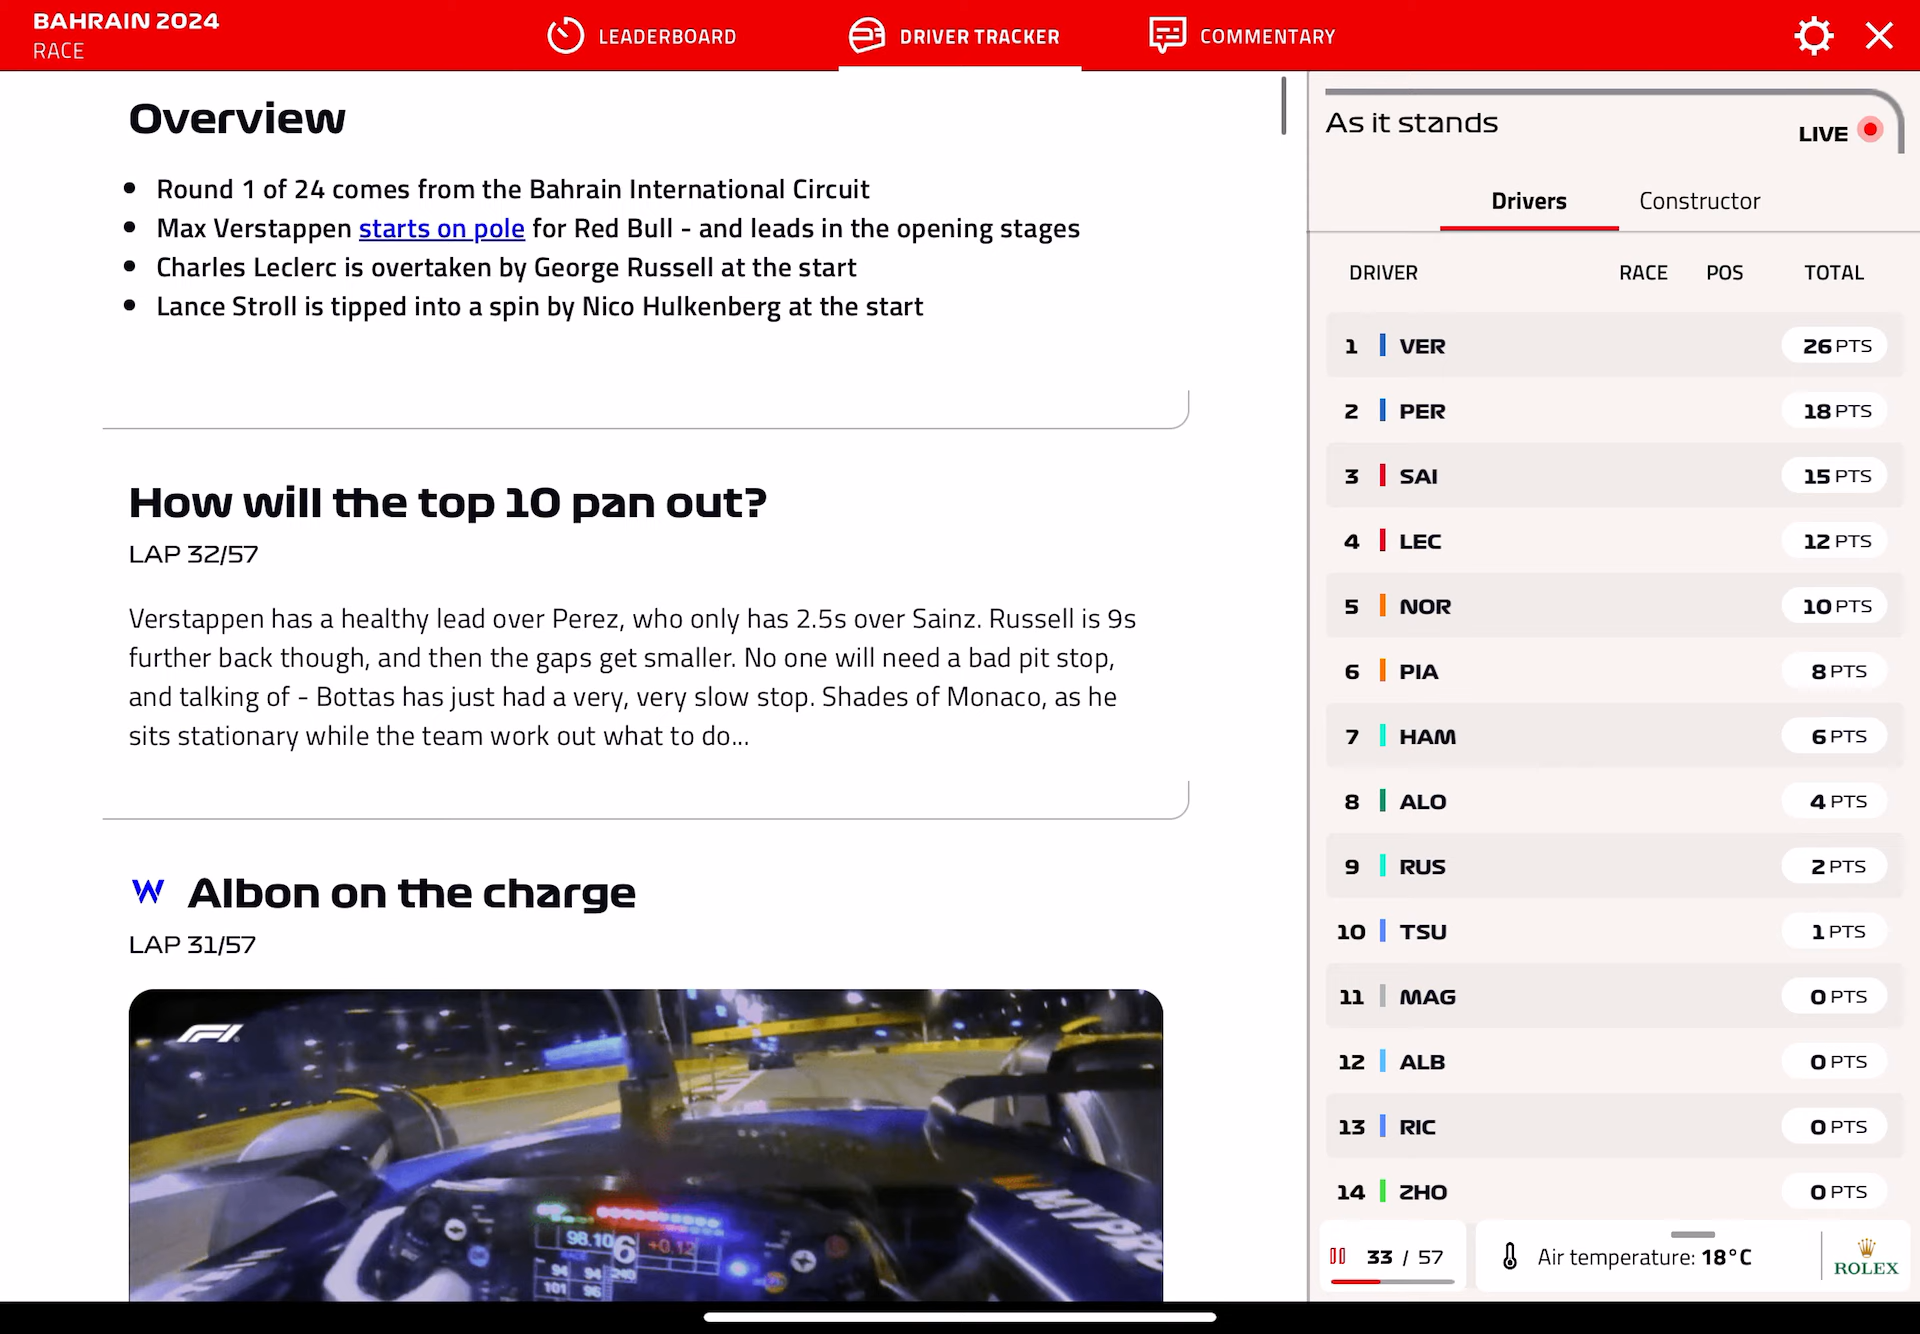 BAHRAIN 2024
RACE
LEADERBOARD
DRIVER TRACKER
COMMENTARY
Overview
• Round 1 of 24 comes from the Bahrain International Circuit
• Max Verstappen starts on pole for Red Bull - and leads in the opening stages
• Charles Leclerc is overtaken by George Russell at the start
• Lance Stroll is tipped into a spin by Nico Hulkenberg at the start
How will the top 10 pan out?
LAP 32/57
Verstappen has a healthy lead over Perez, who only has 2.5s over Sainz. Russell is 9s
further back though, and then the gaps get smaller. No one will need a bad pit stop,
and talking of - Bottas has just had a very, very slow stop. Shades of Monaco, as he
sits stationary while the team work out what to do...
W Albon on the charge
LAP 31/57
F1
98.10 6 +0.12
94 94 240
101 96
As it stands
LIVE
Drivers Constructor
DRIVER RACE POS TOTAL
1 VER 26 PTS
2 PER 18 PTS
3 SAI 15 PTS
4 LEC 12 PTS
5 NOR 10 PTS
6 PIA 8 PTS
7 HAM 6 PTS
8 ALO 4 PTS
9 RUS 2 PTS
10 TSU 1 PTS
11 MAG 0 PTS
12 ALB 0 PTS
13 RIC 0 PTS
14 ZHO 0 PTS
33 / 57
Air temperature: 18°C
ROLEX